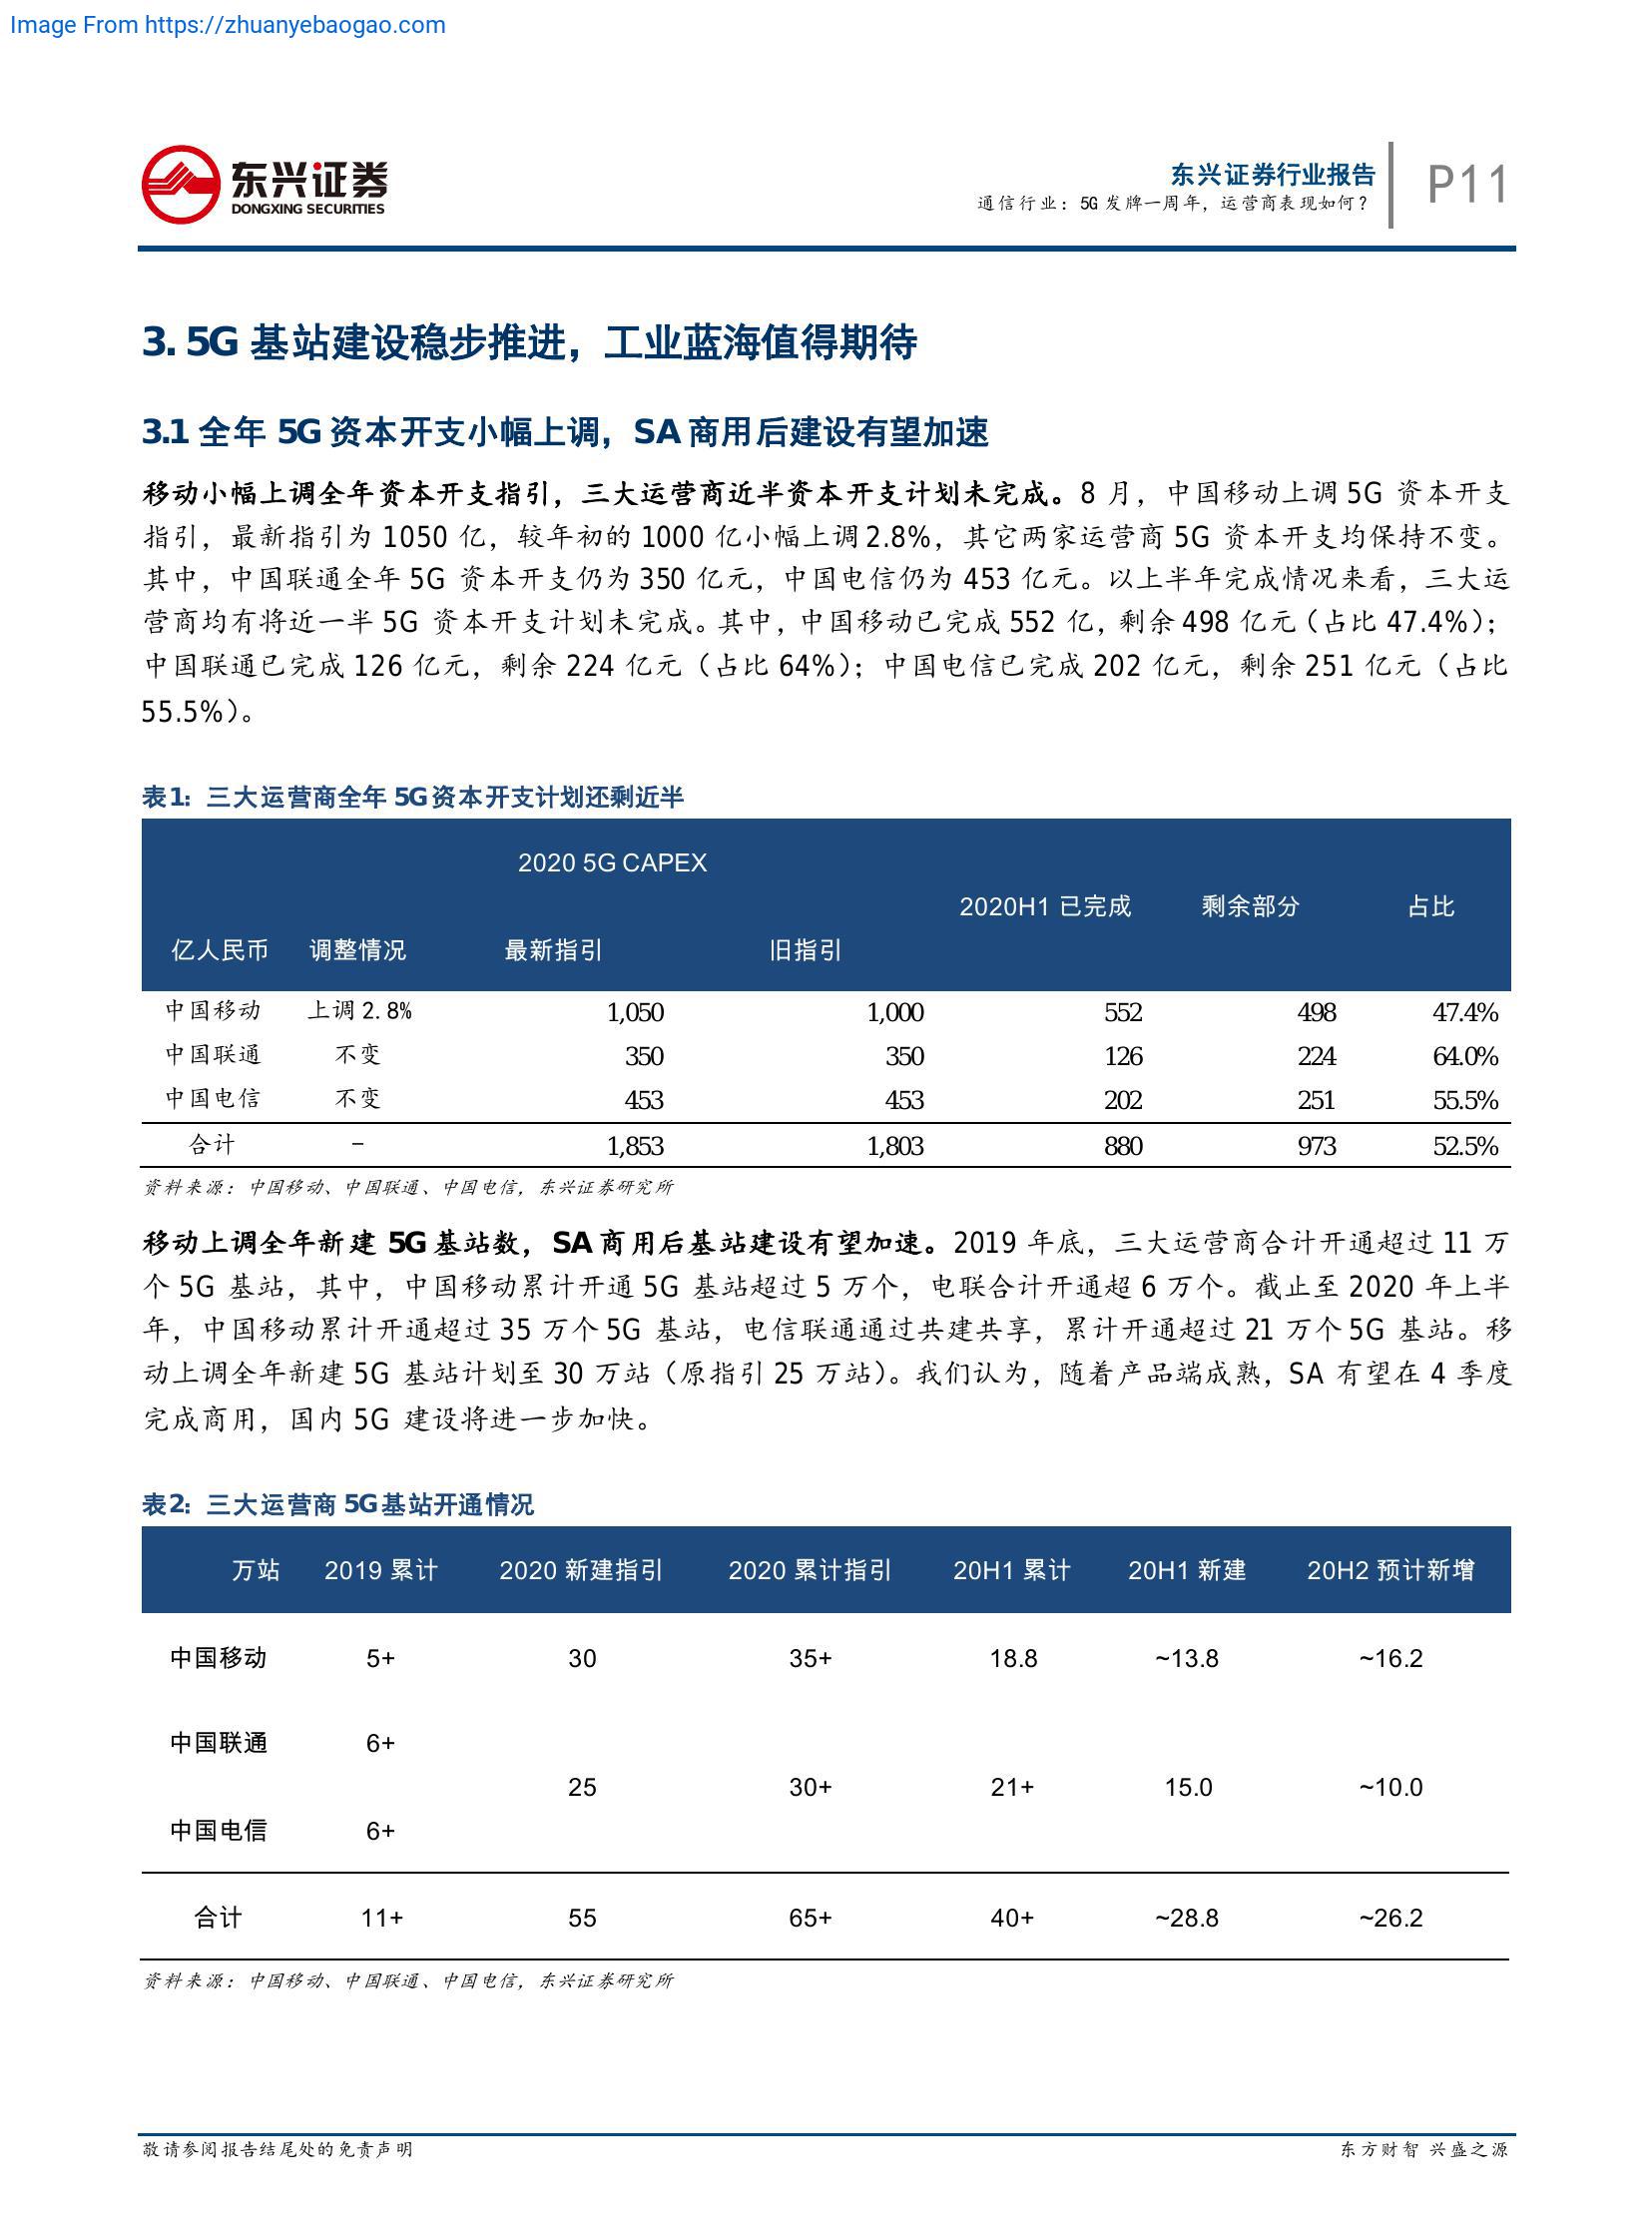 Image From https://zhuanyebaogao.com
东兴证券
DONGXING SECURITIES
东兴证券行业报告
通信行业：5G 发牌一周年，运营商表现如何？
P11
3. 5G 基站建设稳步推进，工业蓝海值得期待
3.1 全年 5G 资本开支小幅上调，SA 商用后建设有望加速
移动小幅上调全年资本开支指引，三大运营商近半资本开支计划未完成。8 月，中国移动上调 5G 资本开支
指引，最新指引为 1050 亿，较年初的 1000 亿小幅上调 2.8%，其它两家运营商 5G 资本开支均保持不变。
其中，中国联通全年 5G 资本开支仍为 350 亿元，中国电信仍为 453 亿元。以上半年完成情况来看，三大运
营商均有将近一半 5G 资本开支计划未完成。其中，中国移动已完成 552 亿，剩余 498 亿元（占比 47.4%）；
中国联通已完成 126 亿元，剩余 224 亿元（占比 64%）；中国电信已完成 202 亿元，剩余 251 亿元（占比
55.5%）。
表1：三大运营商全年 5G 资本开支计划还剩近半
2020 5G CAPEX
2020H1 已完成 剩余部分 占比
亿人民币 调整情况 最新指引 旧指引
中国移动 上调 2.8% 1,050 1,000 552 498 47.4%
中国联通 不变 350 350 126 224 64.0%
中国电信 不变 453 453 202 251 55.5%
合计 - 1,853 1,803 880 973 52.5%
资料来源：中国移动、中国联通、中国电信，东兴证券研究所
移动上调全年新建 5G 基站数，SA 商用后基站建设有望加速。2019 年底，三大运营商合计开通超过 11 万
个 5G 基站，其中，中国移动累计开通 5G 基站超过 5 万个，电联合计开通超 6 万个。截止至 2020 年上半
年，中国移动累计开通超过 35 万个 5G 基站，电信联通通过共建共享，累计开通超过 21 万个 5G 基站。移
动上调全年新建 5G 基站计划至 30 万站（原指引 25 万站）。我们认为，随着产品端成熟，SA 有望在 4 季度
完成商用，国内 5G 建设将进一步加快。
表2：三大运营商 5G 基站开通情况
万站 2019 累计 2020 新建指引 2020 累计指引 20H1 累计 20H1 新建 20H2 预计新增
中国移动 5+ 30 35+ 18.8 ~13.8 ~16.2
中国联通 6+
25 30+ 21+ 15.0 ~10.0
中国电信 6+
合计 11+ 55 65+ 40+ ~28.8 ~26.2
资料来源：中国移动、中国联通、中国电信，东兴证券研究所
敬请参阅报告结尾处的免责声明
东方财智 兴盛之源